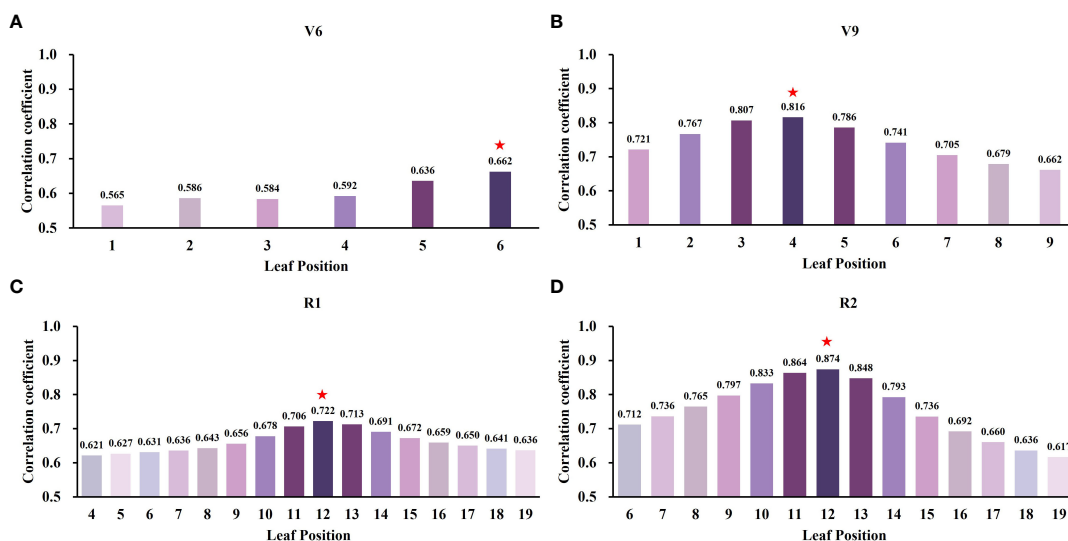 A
V6
Correlation coefficient
1.0
0.9
0.8
0.7
0.6
0.5
0.565 0.586 0.584 0.592 0.636 0.662
1 2 3 4 5 6
Leaf Position
B
V9
Correlation coefficient
1.0
0.9
0.8
0.7
0.6
0.5
0.721 0.767 0.807 0.816 0.786 0.741 0.705 0.679 0.662
1 2 3 4 5 6 7 8 9
Leaf Position
C
R1
Correlation coefficient
1.0
0.9
0.8
0.7
0.6
0.5
0.621 0.627 0.631 0.636 0.643 0.656 0.678 0.706 0.722 0.713 0.691 0.672 0.659 0.650 0.641 0.636
4 5 6 7 8 9 10 11 12 13 14 15 16 17 18 19
Leaf Position
D
R2
Correlation coefficient
1.0
0.9
0.8
0.7
0.6
0.5
0.712 0.736 0.765 0.797 0.833 0.864 0.874 0.848 0.793 0.736 0.692 0.660 0.636 0.617
6 7 8 9 10 11 12 13 14 15 16 17 18 19
Leaf Position